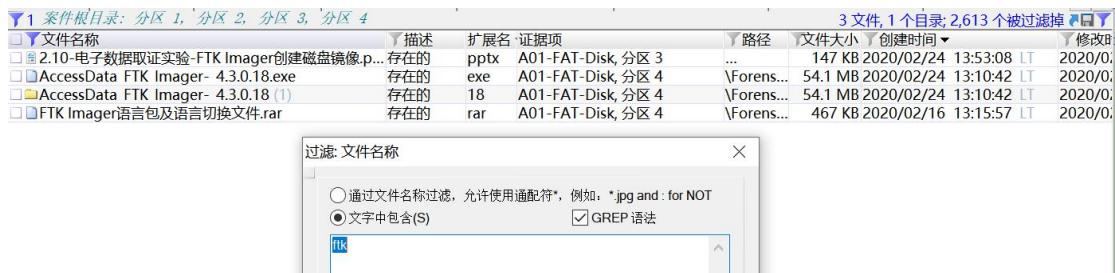 1 案件根目录: 分区 1, 分区 2, 分区 3, 分区 4 3 文件, 1 个目录; 2,613 个被过滤掉
文件名称 描述 扩展名 证据项 路径 文件大小 创建时间 修改时
2.10-电子数据取证实验-FTK Imager创建磁盘镜像.p... 存在的 pptx A01-FAT-Disk, 分区 3 ... 147 KB 2020/02/24 13:53:08 LT 2020/02
AccessData FTK Imager- 4.3.0.18.exe 存在的 exe A01-FAT-Disk, 分区 4 \Forens... 54.1 MB 2020/02/24 13:10:42 LT 2020/02
AccessData FTK Imager- 4.3.0.18 (1) 存在的 18 A01-FAT-Disk, 分区 4 \Forens... 54.1 MB 2020/02/24 13:10:42 LT 2020/02
FTK Imager语言包及语言切换文件.rar 存在的 rar A01-FAT-Disk, 分区 4 \Forens... 467 KB 2020/02/16 13:15:57 LT 2020/02
过滤: 文件名称
通过文件名称过滤, 允许使用通配符*, 例如: *.jpg and : for NOT
文字中包含(S) GREP 语法
ftk